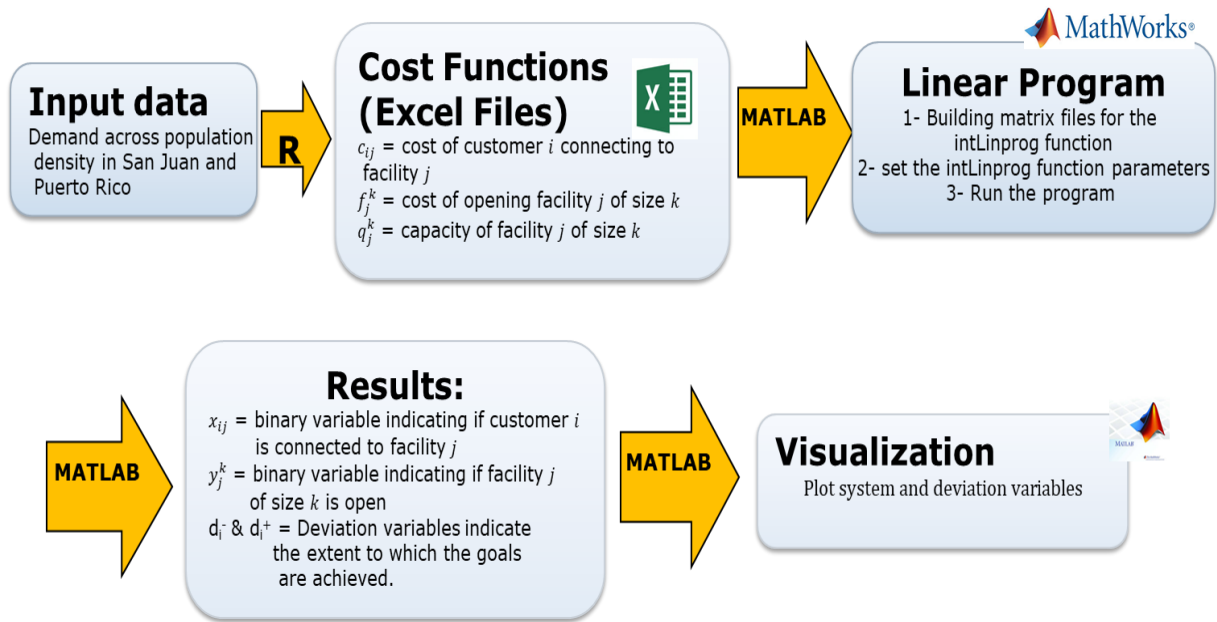 MathWorks®
Input data
Demand across population
density in San Juan and
Puerto Rico
R
Cost Functions
(Excel Files)
X
c_{ij} = cost of customer i connecting to
facility j
f_j^k = cost of opening facility j of size k
q_j^k = capacity of facility j of size k
MATLAB
Linear Program
1- Building matrix files for the
intLinprog function
2- set the intLinprog function parameters
3- Run the program
MATLAB
Results:
x_{ij} = binary variable indicating if customer i
is connected to facility j
y_j^k = binary variable indicating if facility j
of size k is open
d_i^- & d_i^+ = Deviation variables indicate
the extent to which the goals
are achieved.
MATLAB
Visualization
Plot system and deviation variables
MATLAB